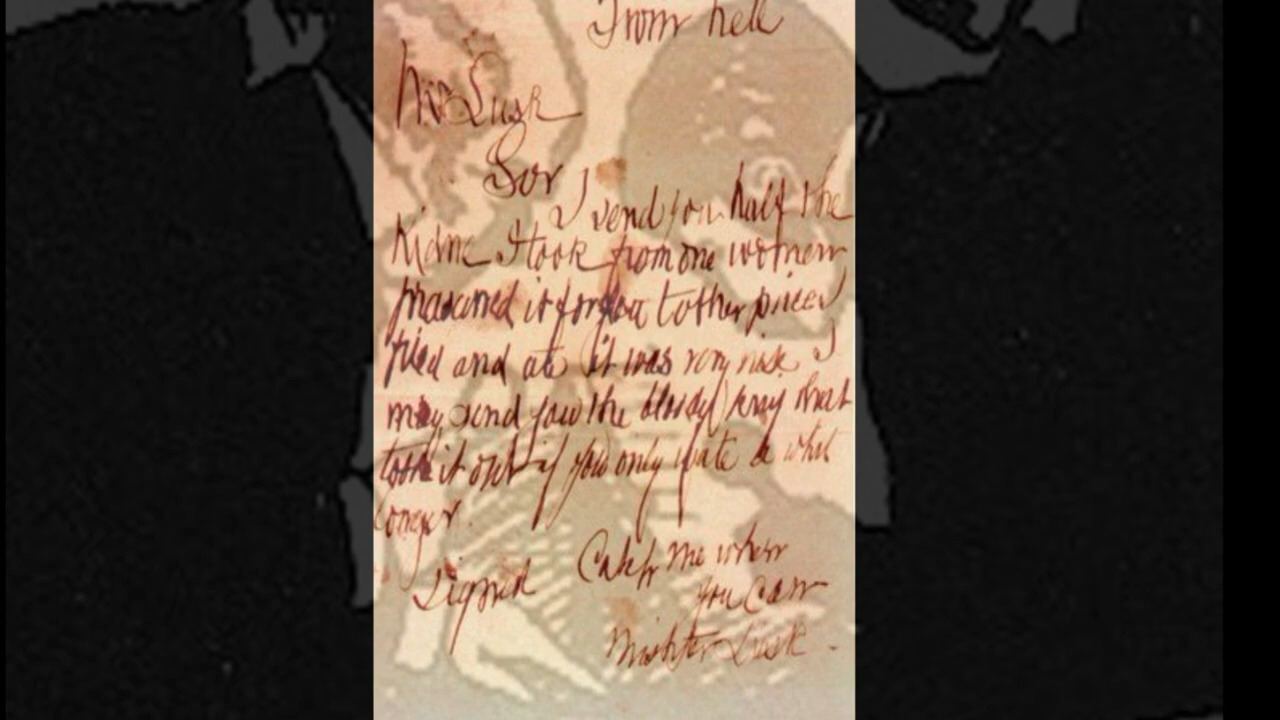 From hell
Mr Lusk
Sor
I send you half the
Kidne I took from one women
prasarved it for you tother piece I
fried and ate it was very nise I
may send you the bloody knif that
took it out if you only wate a whil
longer.
signed Catch me when
you Can
Mishter Lusk.